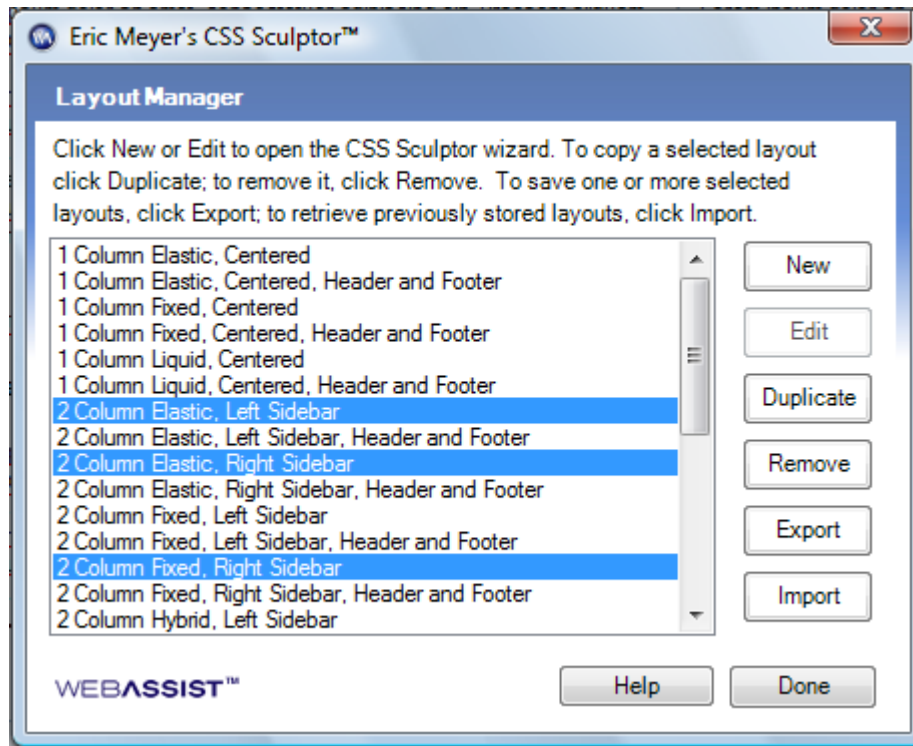 Eric Meyer's CSS Sculptor™
Layout Manager
Click New or Edit to open the CSS Sculptor wizard. To copy a selected layout
click Duplicate; to remove it, click Remove.  To save one or more selected
layouts, click Export; to retrieve previously stored layouts, click Import.
1 Column Elastic, Centered
1 Column Elastic, Centered, Header and Footer
1 Column Fixed, Centered
1 Column Fixed, Centered, Header and Footer
1 Column Liquid, Centered
1 Column Liquid, Centered, Header and Footer
2 Column Elastic, Left Sidebar
2 Column Elastic, Left Sidebar, Header and Footer
2 Column Elastic, Right Sidebar
2 Column Elastic, Right Sidebar, Header and Footer
2 Column Fixed, Left Sidebar
2 Column Fixed, Left Sidebar, Header and Footer
2 Column Fixed, Right Sidebar
2 Column Fixed, Right Sidebar, Header and Footer
2 Column Hybrid, Left Sidebar
New
Edit
Duplicate
Remove
Export
Import
WEBASSIST™
Help
Done